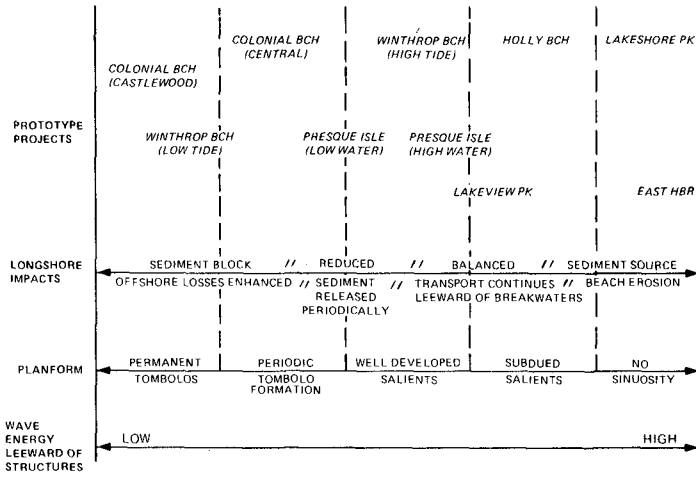 COLONIAL BCH (CENTRAL)
WINTHROP BCH (HIGH TIDE)
HOLLY BCH
LAKESHORE PK
COLONIAL BCH (CASTLEWOOD)
PROTOTYPE PROJECTS
WINTHROP BCH (LOW TIDE)
PRESQUE ISLE (LOW WATER)
PRESQUE ISLE (HIGH WATER)
LAKEVIEW PK
EAST HBR
LONGSHORE IMPACTS
SEDIMENT BLOCK // REDUCED // BALANCED // SEDIMENT SOURCE
OFFSHORE LOSSES ENHANCED // SEDIMENT RELEASED PERIODICALLY // TRANSPORT CONTINUES LEEWARD OF BREAKWATERS // BEACH EROSION
PLANFORM
PERMANENT TOMBOLOS
PERIODIC TOMBOLO FORMATION
WELL DEVELOPED SALIENTS
SUBDUED SALIENTS
NO SINUOSITY
WAVE ENERGY LEEWARD OF STRUCTURES
LOW
HIGH